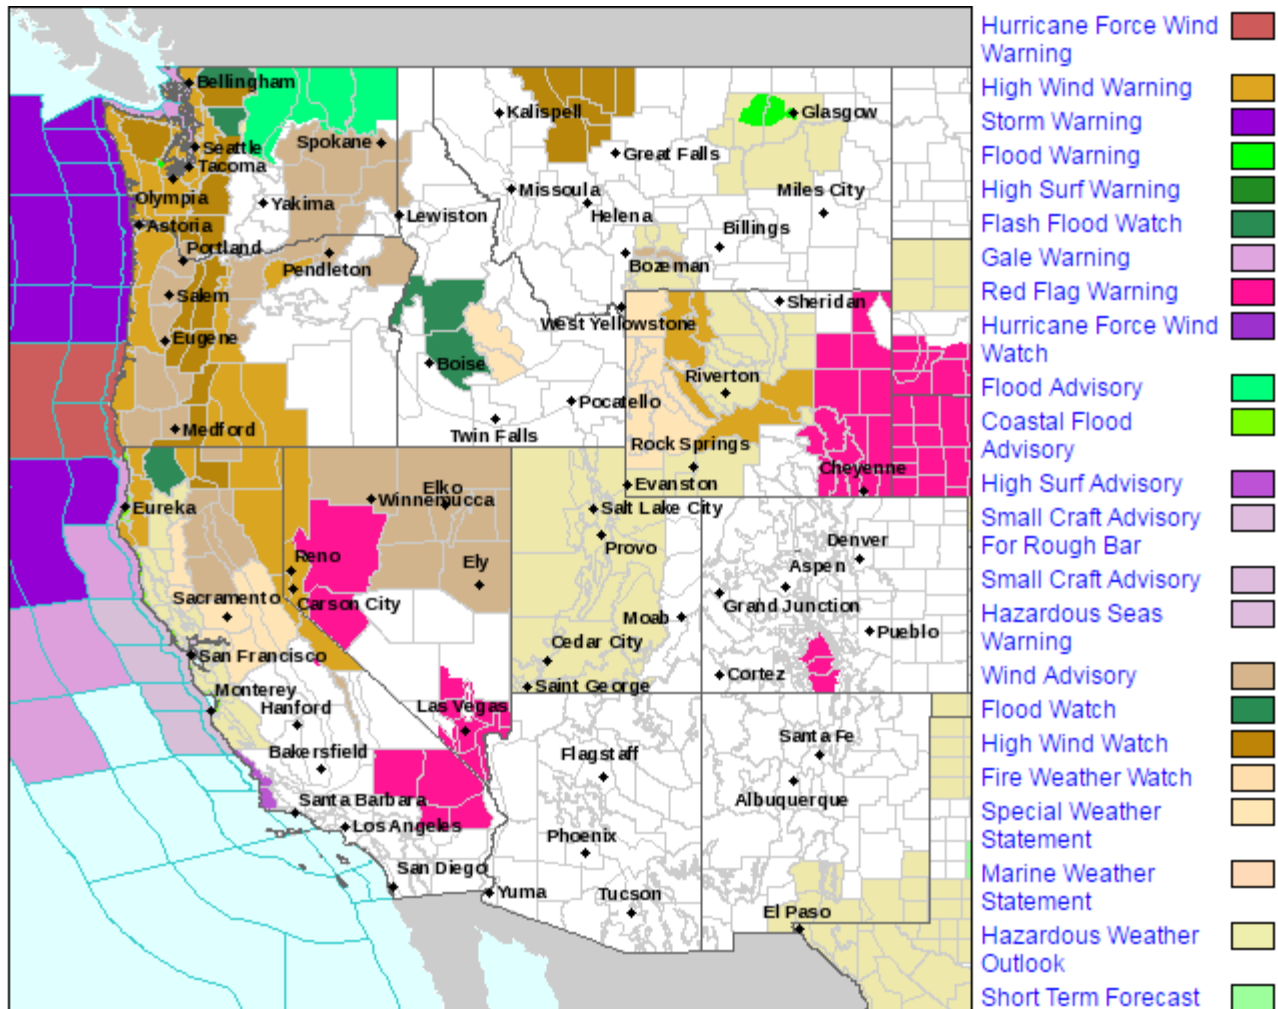 Bellingham
Kalispell
Glasgow
Seattle
Spokane
Great Falls
Tacoma
Olympia
Yakima
Missoula
Miles City
Lewiston
Helena
Astoria
Billings
Portland
Pendleton
Bozeman
Salem
Sheridan
West Yellowstone
Eugene
Boise
Riverton
Pocatello
Medford
Twin Falls
Rock Springs
Cheyenne
Evanston
Elko
Winnemucca
Eureka
Salt Lake City
Reno
Provo
Denver
Ely
Aspen
Sacramento
Carson City
Grand Junction
Moab
Pueblo
San Francisco
Cedar City
Cortez
Monterey
Saint George
Hanford
Las Vegas
Bakersfield
Flagstaff
Santa Fe
Santa Barbara
Albuquerque
Los Angeles
Phoenix
San Diego
Yuma
Tucson
El Paso
Hurricane Force Wind
Warning
High Wind Warning
Storm Warning
Flood Warning
High Surf Warning
Flash Flood Watch
Gale Warning
Red Flag Warning
Hurricane Force Wind
Watch
Flood Advisory
Coastal Flood
Advisory
High Surf Advisory
Small Craft Advisory
For Rough Bar
Small Craft Advisory
Hazardous Seas
Warning
Wind Advisory
Flood Watch
High Wind Watch
Fire Weather Watch
Special Weather
Statement
Marine Weather
Statement
Hazardous Weather
Outlook
Short Term Forecast